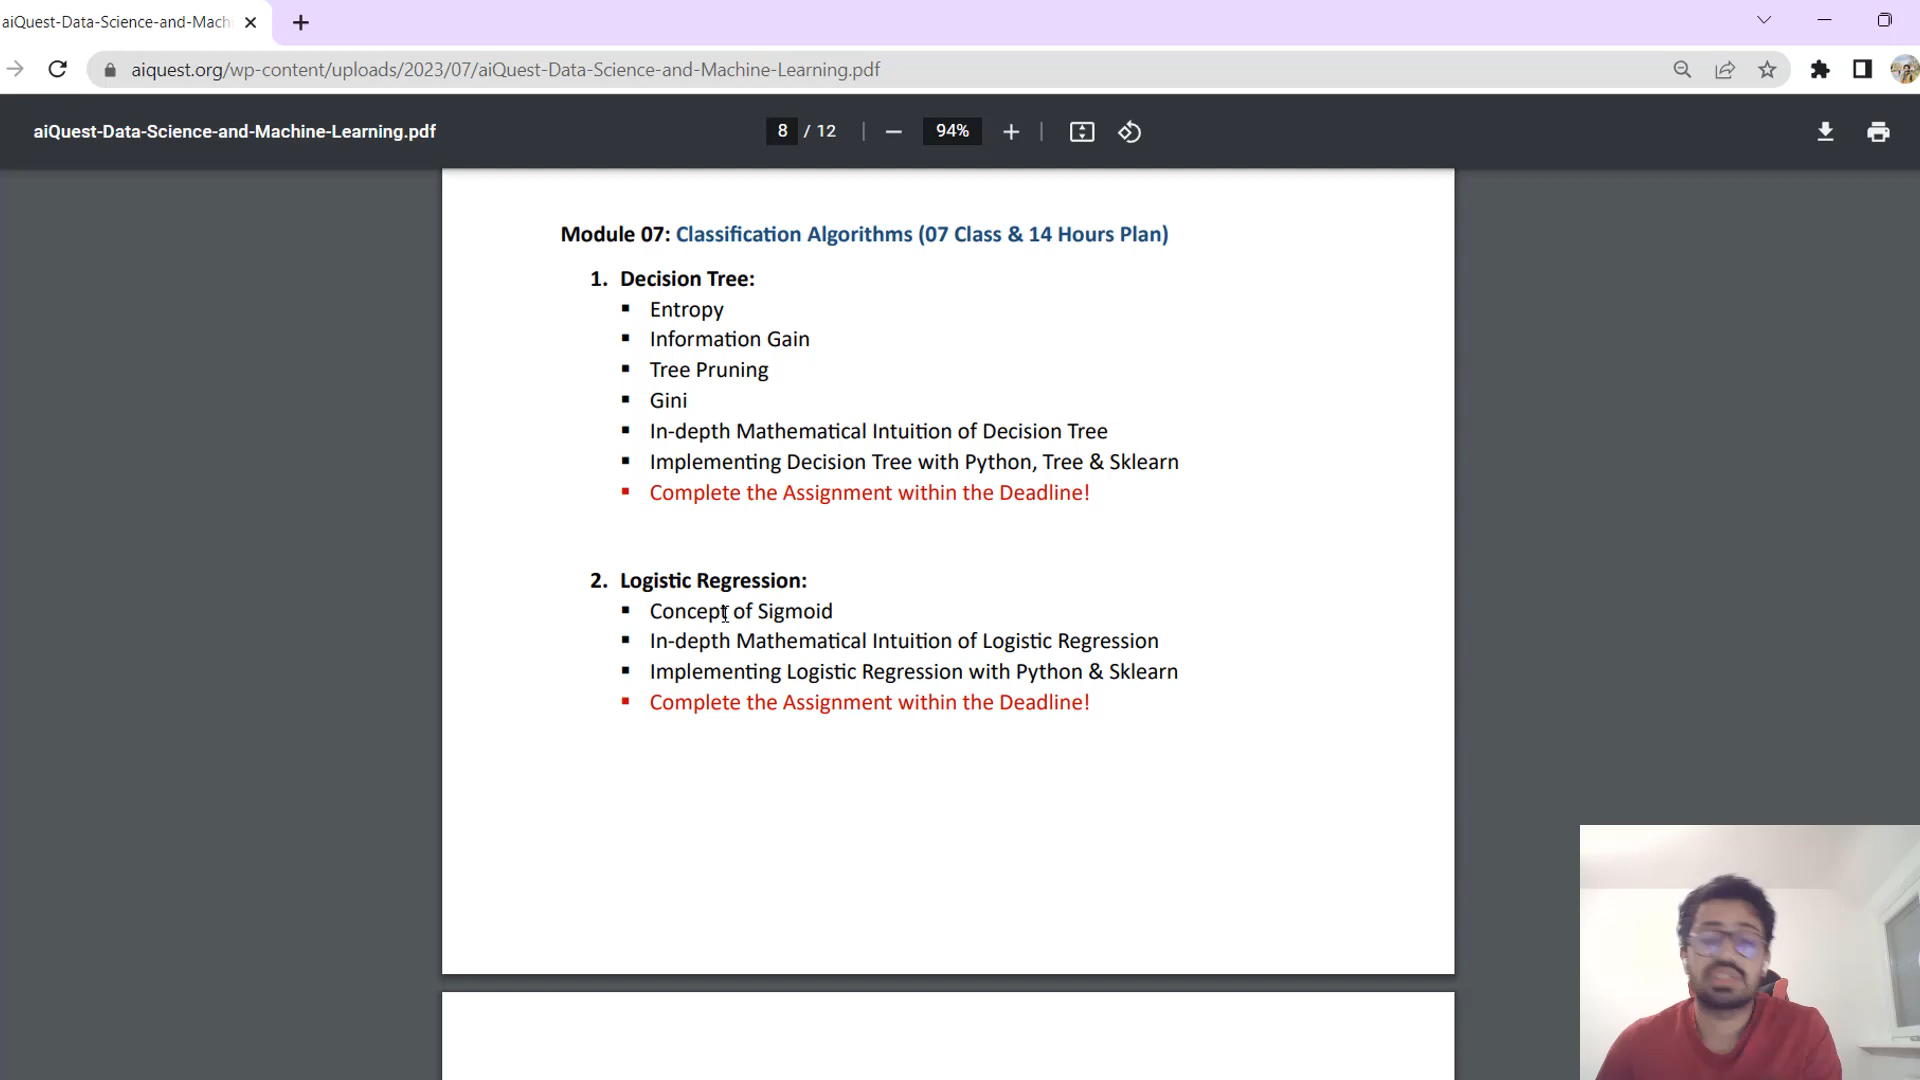 aiQuest-Data-Science-and-Mach
aiquest.org/wp-content/uploads/2023/07/aiQuest-Data-Science-and-Machine-Learning.pdf
aiQuest-Data-Science-and-Machine-Learning.pdf
8 / 12
94%
Module 07: Classification Algorithms (07 Class & 14 Hours Plan)
1. Decision Tree:
▪ Entropy
▪ Information Gain
▪ Tree Pruning
▪ Gini
▪ In-depth Mathematical Intuition of Decision Tree
▪ Implementing Decision Tree with Python, Tree & Sklearn
▪ Complete the Assignment within the Deadline!
2. Logistic Regression:
▪ Concept of Sigmoid
▪ In-depth Mathematical Intuition of Logistic Regression
▪ Implementing Logistic Regression with Python & Sklearn
▪ Complete the Assignment within the Deadline!